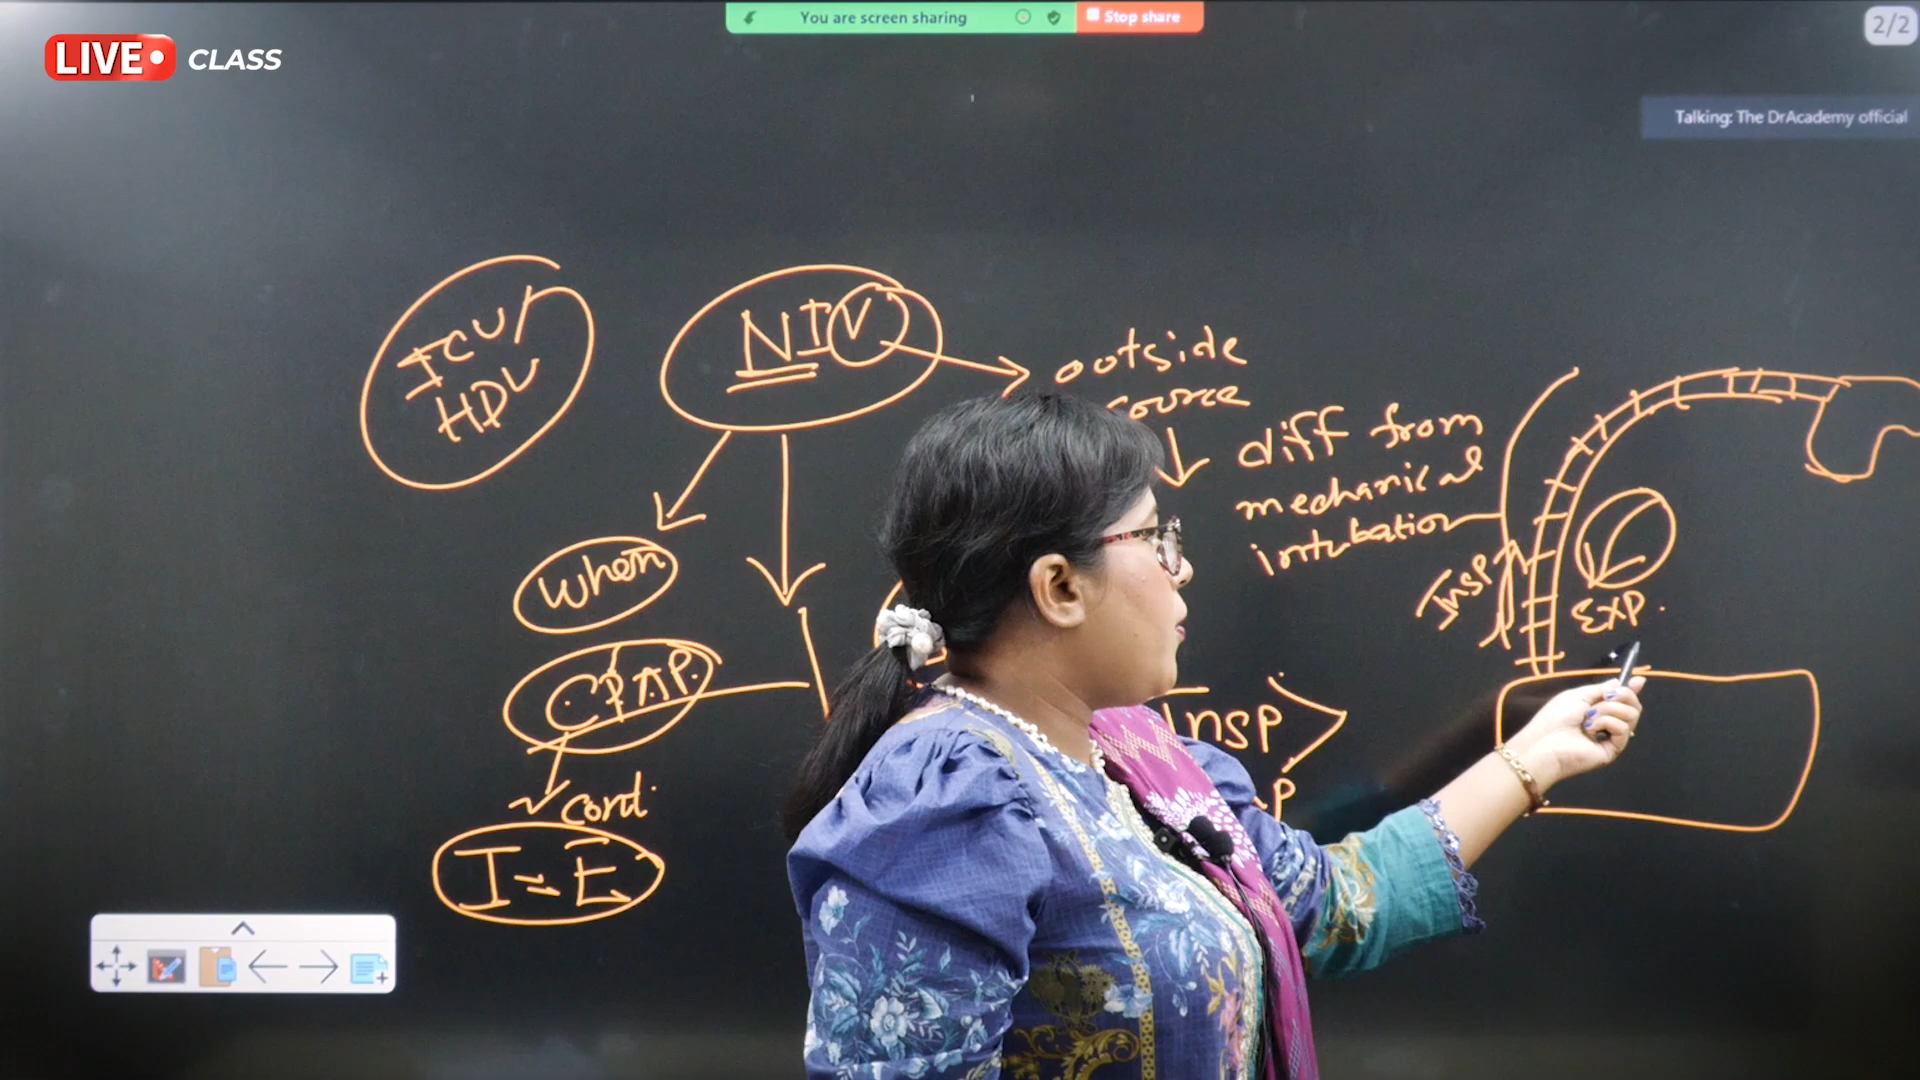 You are screen sharing
Stop share
2/2
LIVE CLASS
Talking: The DrAcademy official
ICU/
HDU
NIV
outside
source
diff from
mechanical
intubation
when
Insp
EXP.
CPAP.
Insp
P
I = E